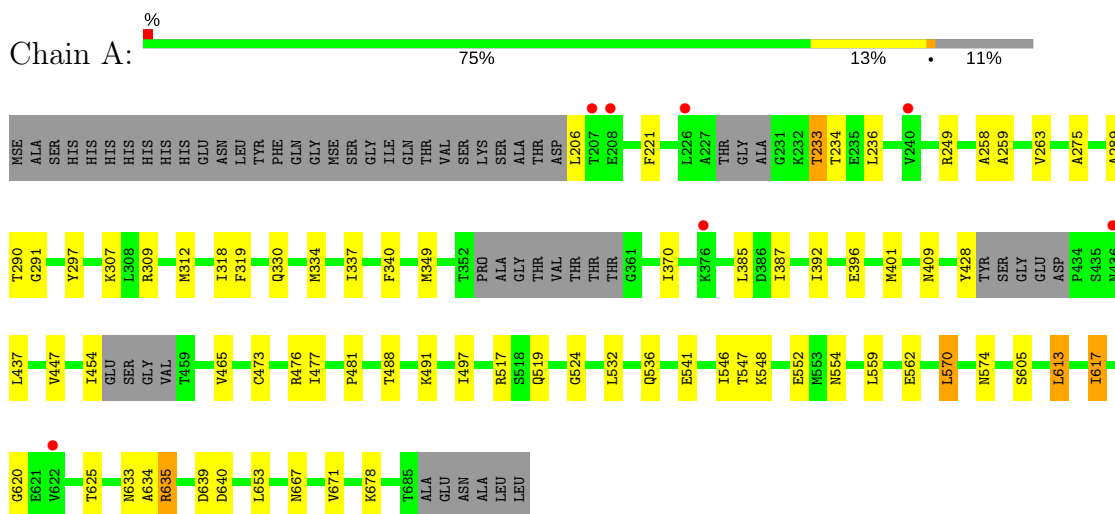 %
Chain A:
75% 13% • 11%
MSE ALA SER HIS HIS HIS HIS HIS HIS HIS GLU ASN LEU TYR PHE GLN GLY MSE SER GLY ILE GLN THR VAL SER LYS SER ALA THR ASP L206 T207 E208 F221 L226 A227 THR GLY ALA G231 K232 T233 T234 E235 L236 V240 R249 A258 A259 V263 A275 A289
T290 G291 Y297 K307 L308 R309 M312 I318 F319 Q330 M334 I337 F340 M349 T352 PRO ALA GLY THR VAL THR THR THR G361 I370 K376 L385 D386 I387 I392 E396 M401 N409 Y428 TYR SER GLY GLU ASP P434 S435 N436
L437 V447 I454 GLU SER GLY VAL T459 V465 C473 R476 I477 P481 T488 K491 I497 R517 S518 Q519 G524 L532 Q536 E541 I546 T547 K548 E552 M553 N554 L559 E562 L570 N574 S605 L613 I617
G620 E621 V622 T625 N633 A634 R635 D639 D640 L653 N667 V671 K678 T685 ALA GLU ASN ALA LEU LEU